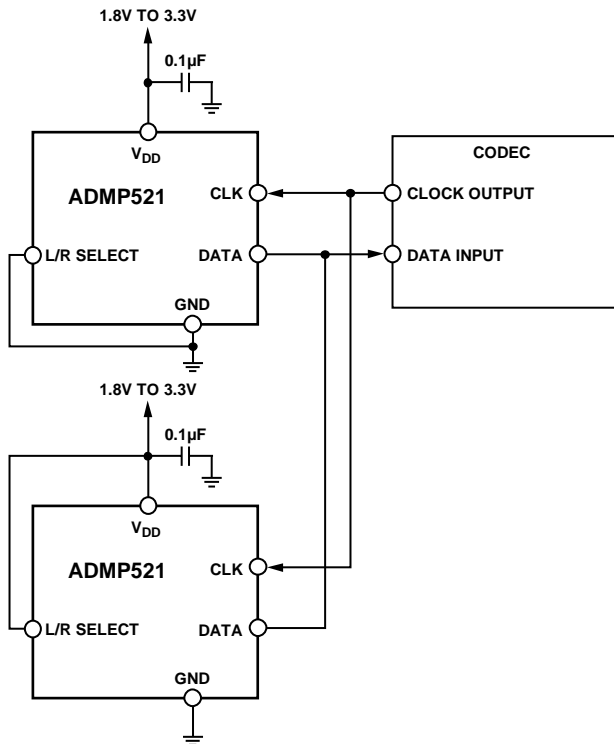 1.8V TO 3.3V
0.1µF
VDD
ADMP521
CLK
L/R SELECT
DATA
GND
CODEC
CLOCK OUTPUT
DATA INPUT
1.8V TO 3.3V
0.1µF
VDD
ADMP521
CLK
L/R SELECT
DATA
GND